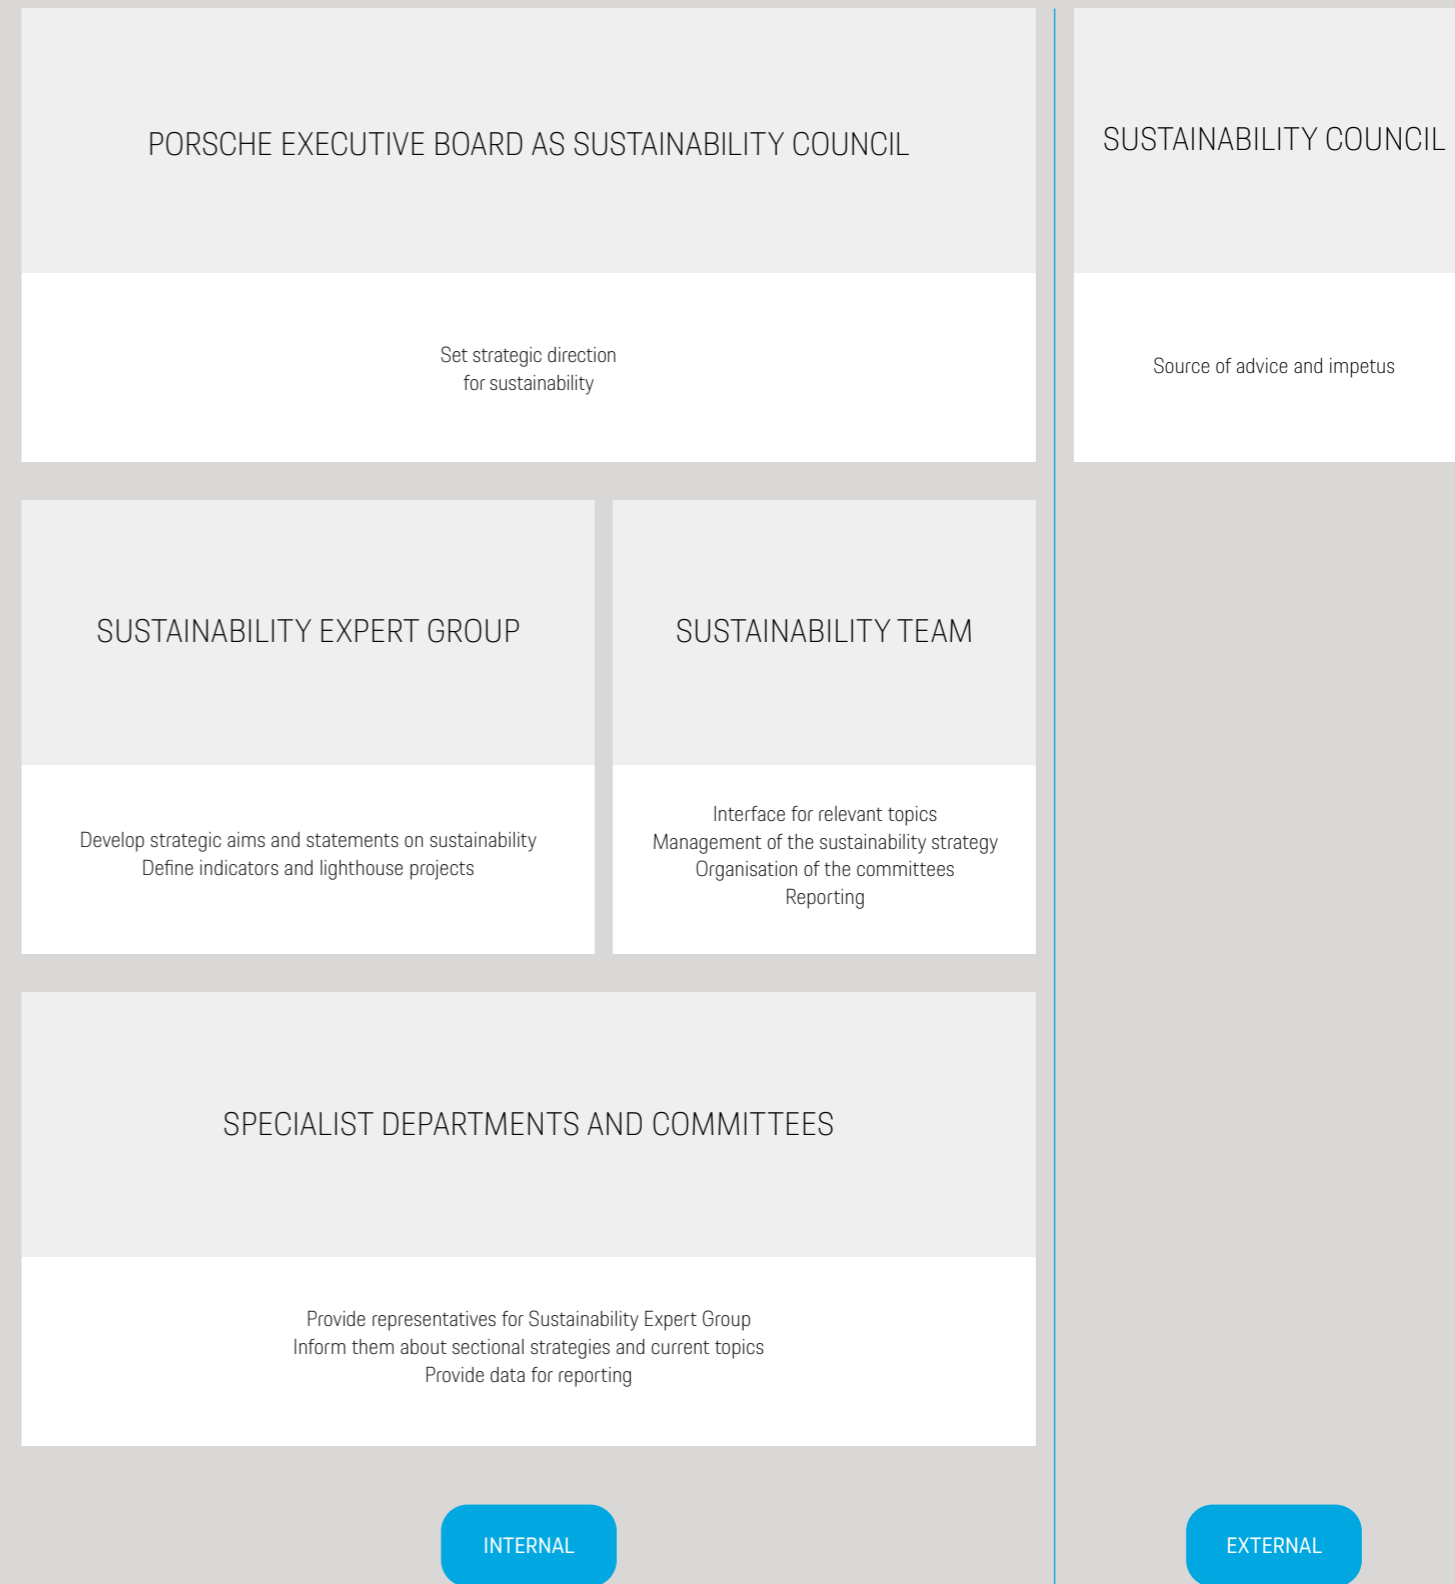 PORSCHE EXECUTIVE BOARD AS SUSTAINABILITY COUNCIL
Set strategic direction
for sustainability
SUSTAINABILITY COUNCIL
Source of advice and impetus
SUSTAINABILITY EXPERT GROUP
Develop strategic aims and statements on sustainability
Define indicators and lighthouse projects
SUSTAINABILITY TEAM
Interface for relevant topics
Management of the sustainability strategy
Organisation of the committees
Reporting
SPECIALIST DEPARTMENTS AND COMMITTEES
Provide representatives for Sustainability Expert Group
Inform them about sectional strategies and current topics
Provide data for reporting
INTERNAL
EXTERNAL